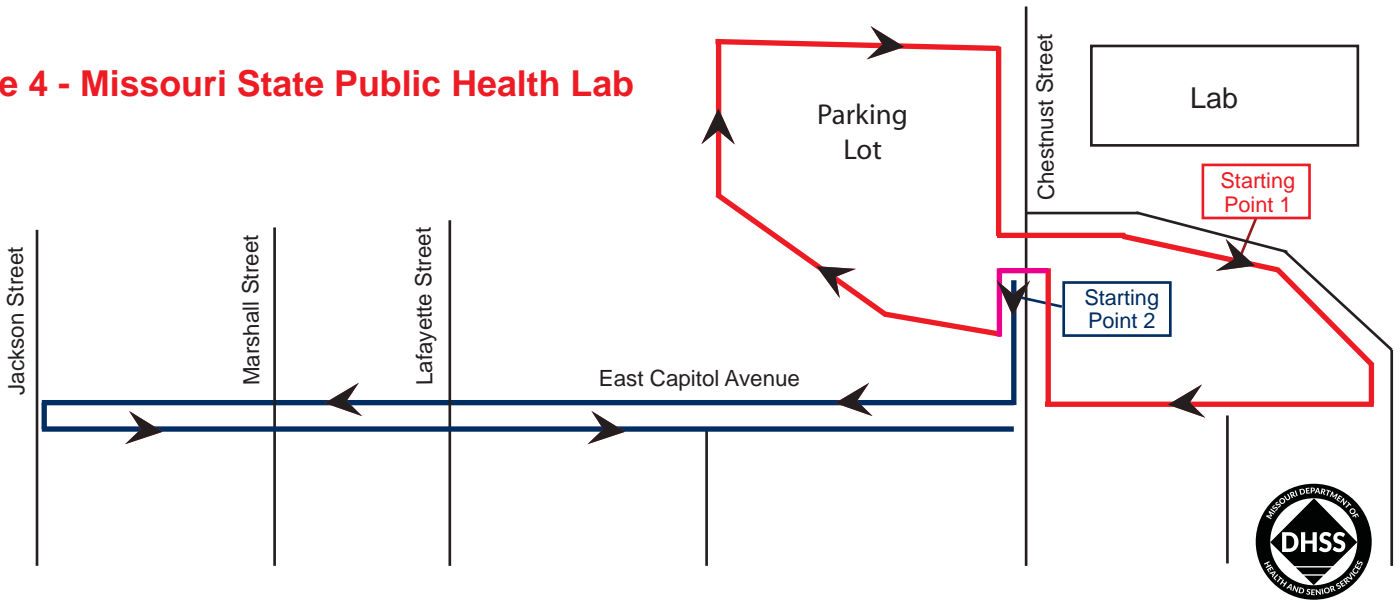 e 4 - Missouri State Public Health Lab
Parking
Lot
Chestnust Street
Lab
Starting
Point 1
Starting
Point 2
Jackson Street
Marshall Street
Lafayette Street
East Capitol Avenue
MISSOURI DEPARTMENT OF
DHSS
HEALTH AND SENIOR SERVICES